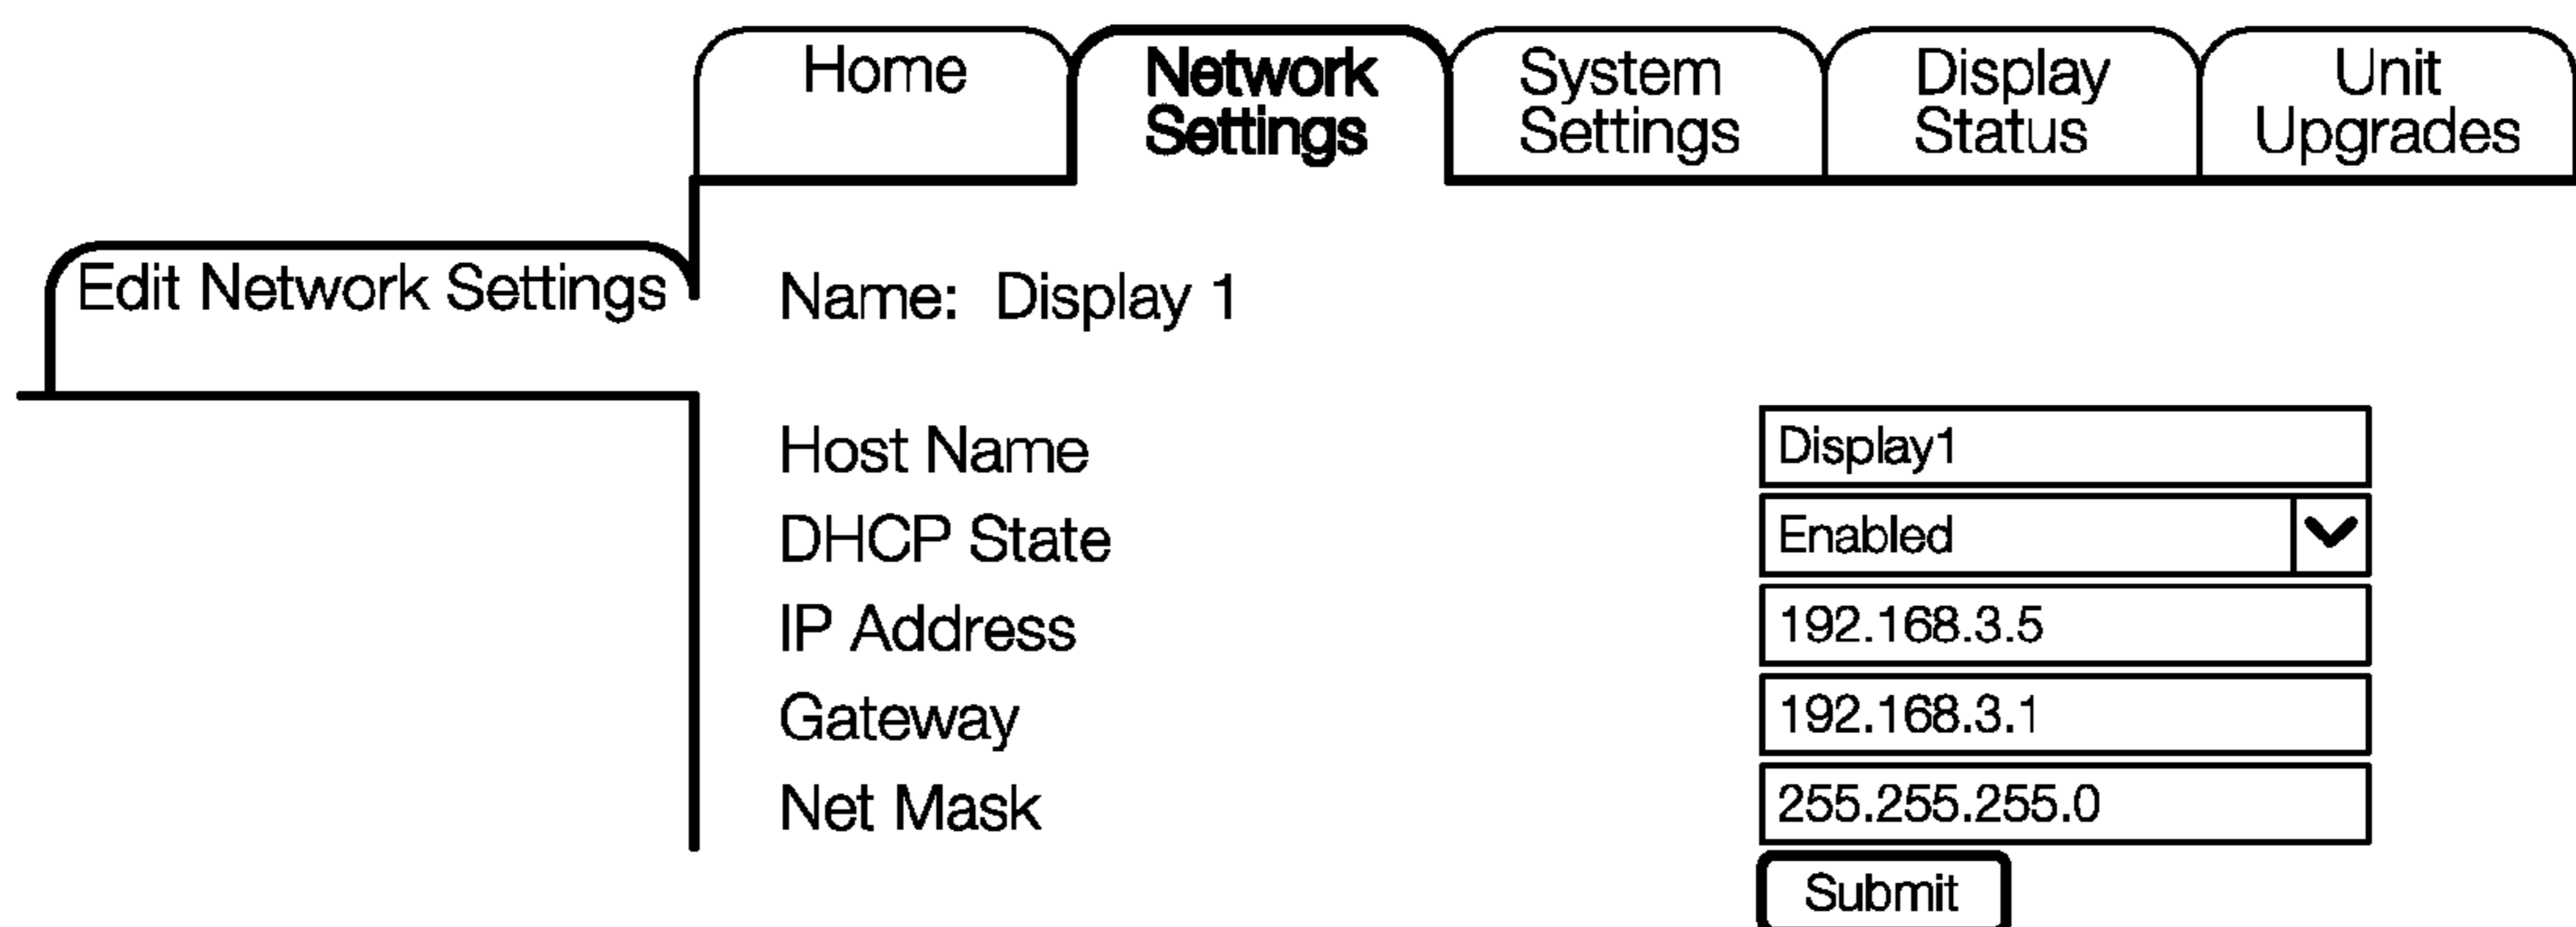 Home
Network
Settings
System
Settings
Display
Status
Unit
Upgrades
Edit Network Settings
Name: Display 1
Host Name Display1
DHCP State Enabled
IP Address 192.168.3.5
Gateway 192.168.3.1
Net Mask 255.255.255.0
Submit